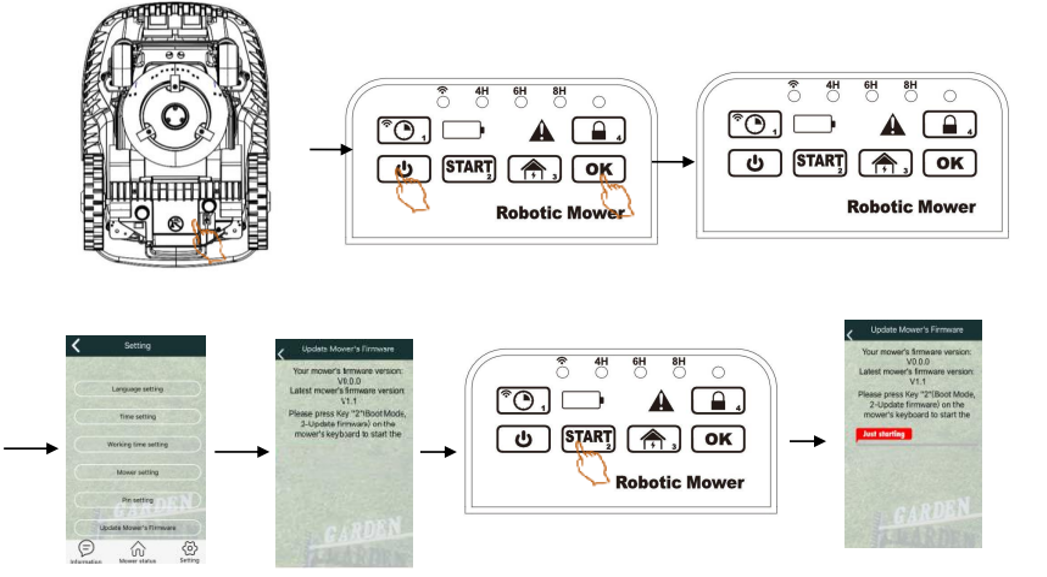 4H 6H 8H
1
4
START 2
3
OK
Robotic Mower
4H 6H 8H
1
4
START 2
3
OK
Robotic Mower
Setting
Language setting
Time setting
Working time setting
Mower setting
Pin setting
Update Mower's Firmware
GARDEN
Information Mower status Setting
Update Mower's Firmware
Your mower's firmware version:
V0.0.0
Latest mower's firmware version
V1.1
Please press Key "2"(Boot Mode,
2-Update firmware) on the
mower's keyboard to start the
GARDEN
GARDEN
4H 6H 8H
1
4
START 2
3
OK
Robotic Mower
Update Mower's Firmware
Your mower's firmware version:
V0.0.0
Latest mower's firmware version
V1.1
Please press Key "2"(Boot Mode,
2-Update firmware) on the
mower's keyboard to start the
Just starting
GARDEN